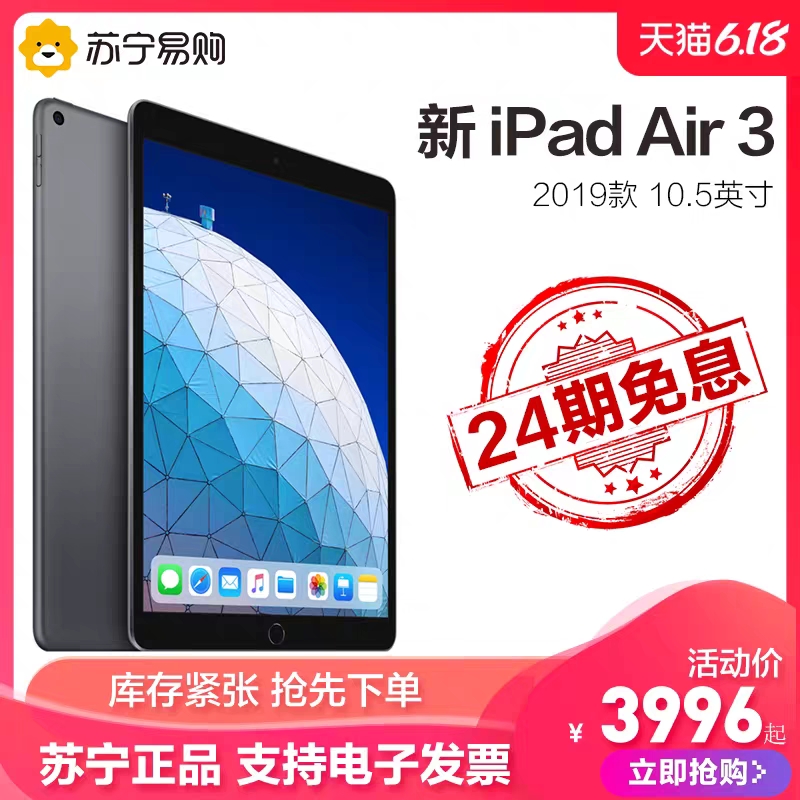 苏宁易购
天猫6.18
新 iPad Air 3
2019款 10.5英寸
24期免息
库存紧张 抢先下单
活动价
¥ 3996起
苏宁正品 支持电子发票
立即抢购>